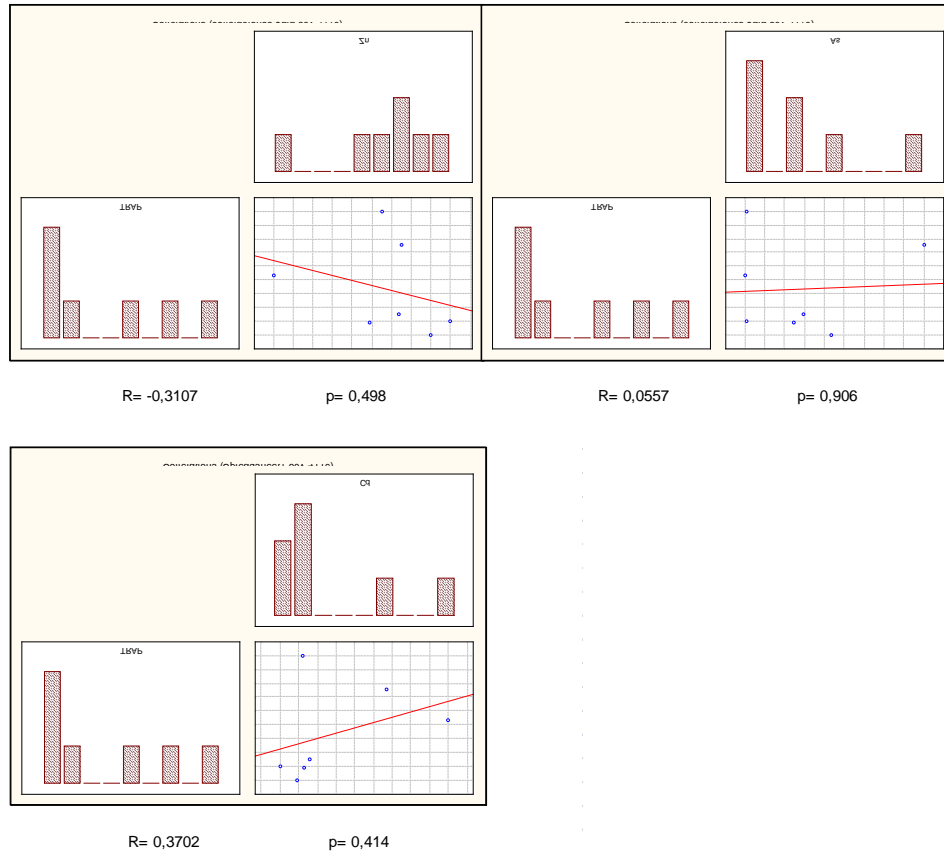 Zn
As
TRAP
TRAP
R= -0,3107
p= 0,498
R= 0,0557
p= 0,906
Cd
TRAP
R= 0,3702
p= 0,414